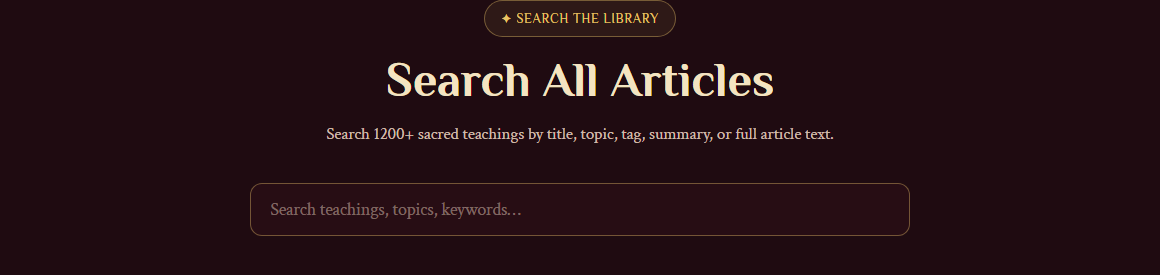 ✦ SEARCH THE LIBRARY
Search All Articles
Search 1200+ sacred teachings by title, topic, tag, summary, or full article text.
Search teachings, topics, keywords…